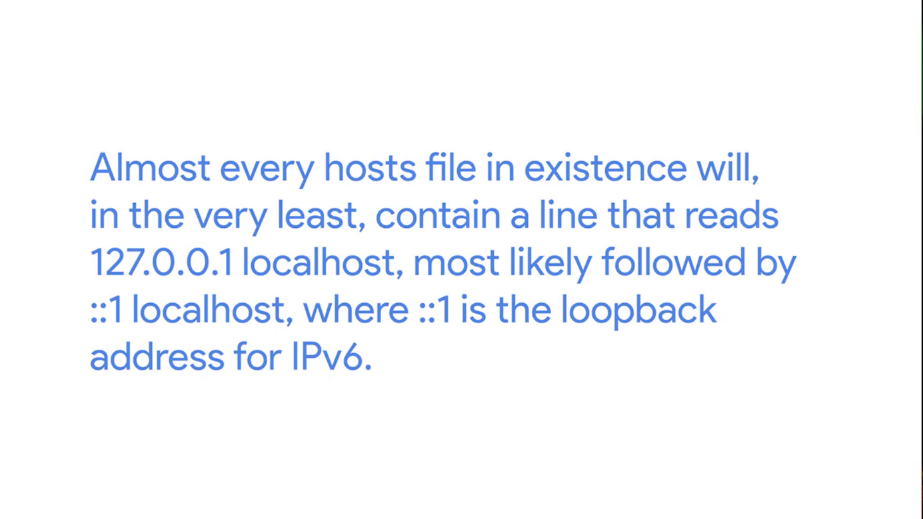 Almost every hosts file in existence will,
in the very least, contain a line that reads
127.0.0.1 localhost, most likely followed by
::1 localhost, where ::1 is the loopback
address for IPv6.